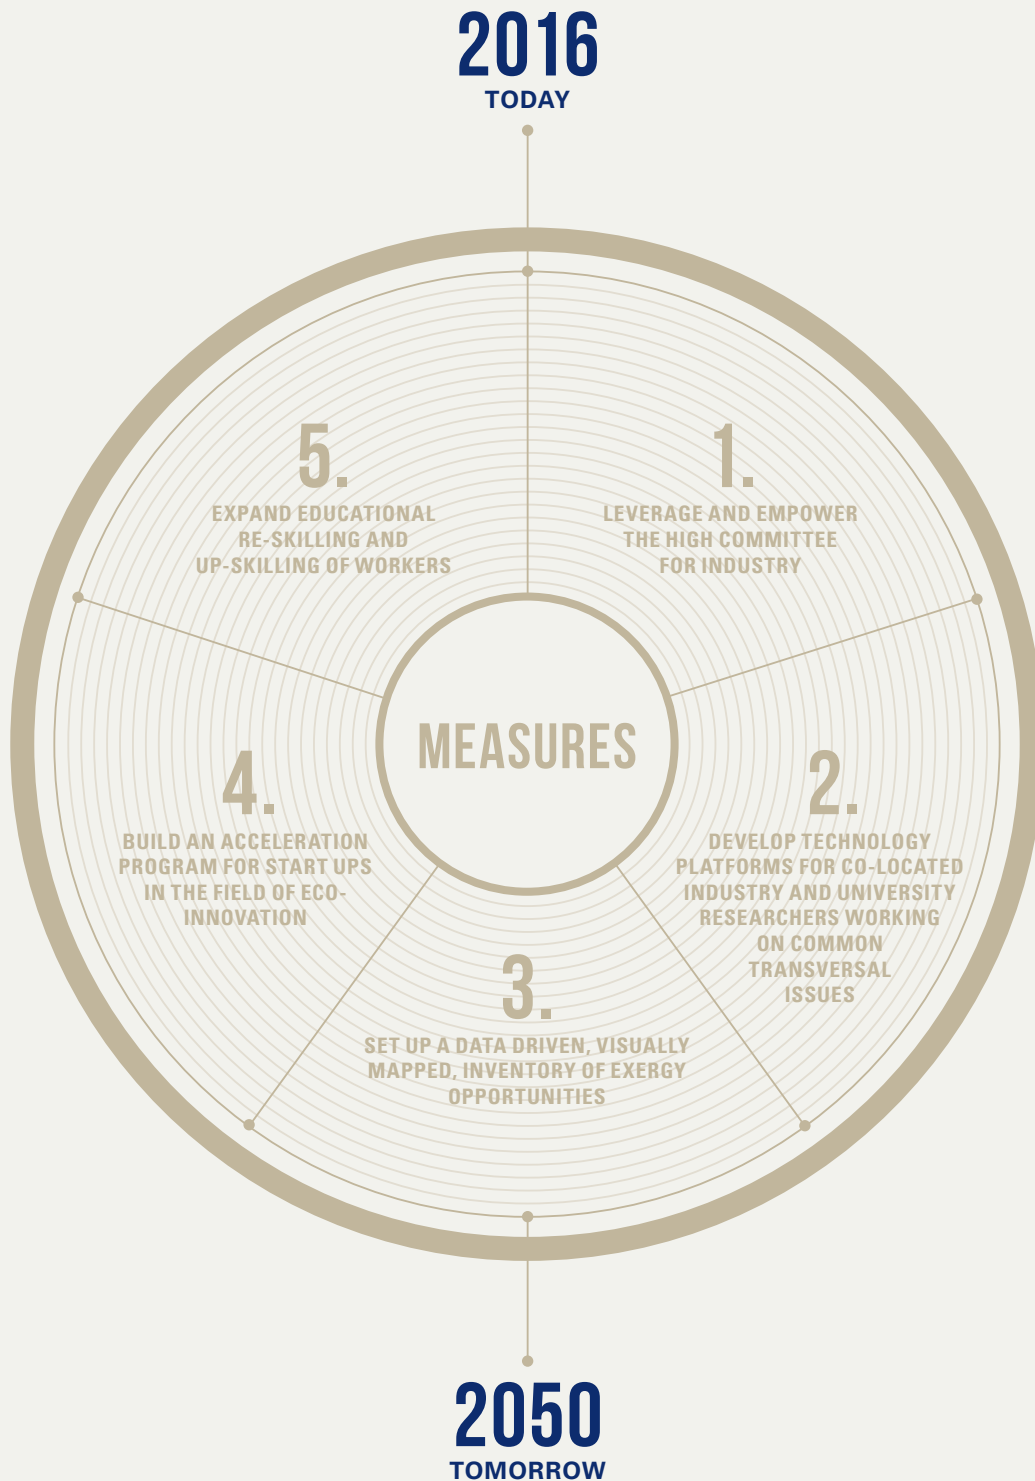 2016
TODAY
1.
LEVERAGE AND EMPOWER
THE HIGH COMMITTEE
FOR INDUSTRY
2.
DEVELOP TECHNOLOGY
PLATFORMS FOR CO-LOCATED
INDUSTRY AND UNIVERSITY
RESEARCHERS WORKING
ON COMMON
TRANSVERSAL
ISSUES
3.
SET UP A DATA DRIVEN, VISUALLY
MAPPED, INVENTORY OF EXERGY
OPPORTUNITIES
4.
BUILD AN ACCELERATION
PROGRAM FOR START UPS
IN THE FIELD OF ECO-
INNOVATION
5.
EXPAND EDUCATIONAL
RE-SKILLING AND
UP-SKILLING OF WORKERS
MEASURES
2050
TOMORROW